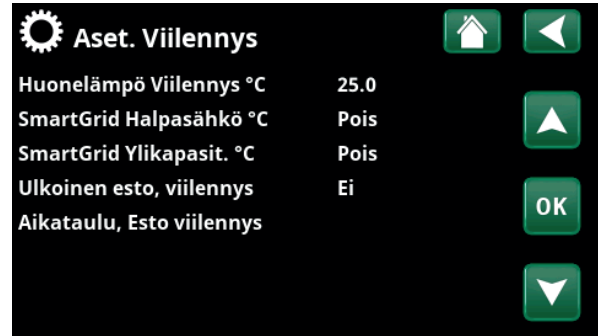 Aset. Viilennys
Huonelämpö Viilennys °C 25.0
SmartGrid Halpasähkö °C Pois
SmartGrid Ylikapasit. °C Pois
Ulkoinen esto, viilennys Ei
Aikataulu, Esto viilennys
OK